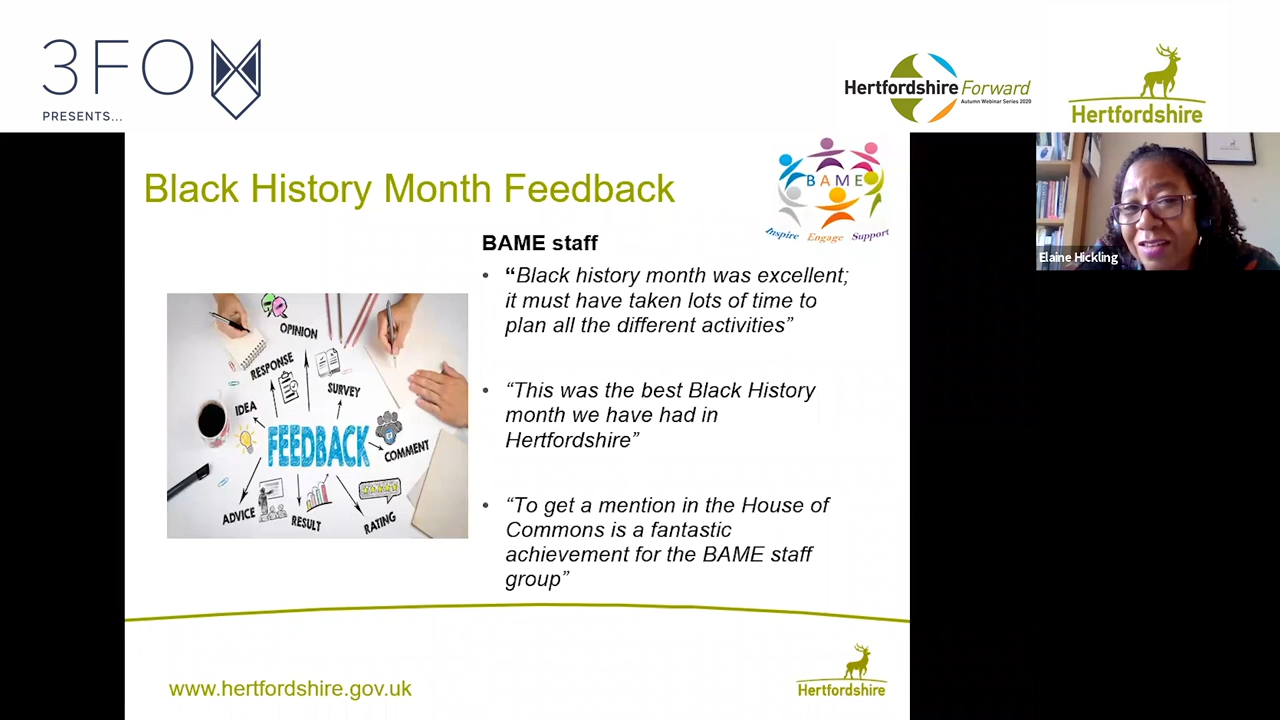 3FOX
PRESENTS...
Hertfordshire Forward
Autumn Webinar Series 2020
Hertfordshire
Elaine Hickling
Black History Month Feedback
BAME
Inspire Engage Support
BAME staff
• “Black history month was excellent;
it must have taken lots of time to
plan all the different activities”
• “This was the best Black History
month we have had in
Hertfordshire”
• “To get a mention in the House of
Commons is a fantastic
achievement for the BAME staff
group”
OPINION
RESPONSE
SURVEY
IDEA
FEEDBACK
COMMENT
ADVICE
RESULT
RATING
www.hertfordshire.gov.uk
Hertfordshire